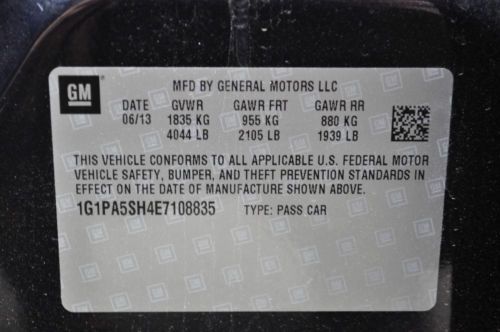 GM
MFD BY GENERAL MOTORS LLC
DATE GVWR GAWR FRT GAWR RR
06/13 1835 KG 955 KG 880 KG
4044 LB 2105 LB 1939 LB
THIS VEHICLE CONFORMS TO ALL APPLICABLE U.S. FEDERAL MOTOR
VEHICLE SAFETY, BUMPER, AND THEFT PREVENTION STANDARDS IN
EFFECT ON THE DATE OF MANUFACTURE SHOWN ABOVE.
1G1PA5SH4E7108835 TYPE: PASS CAR